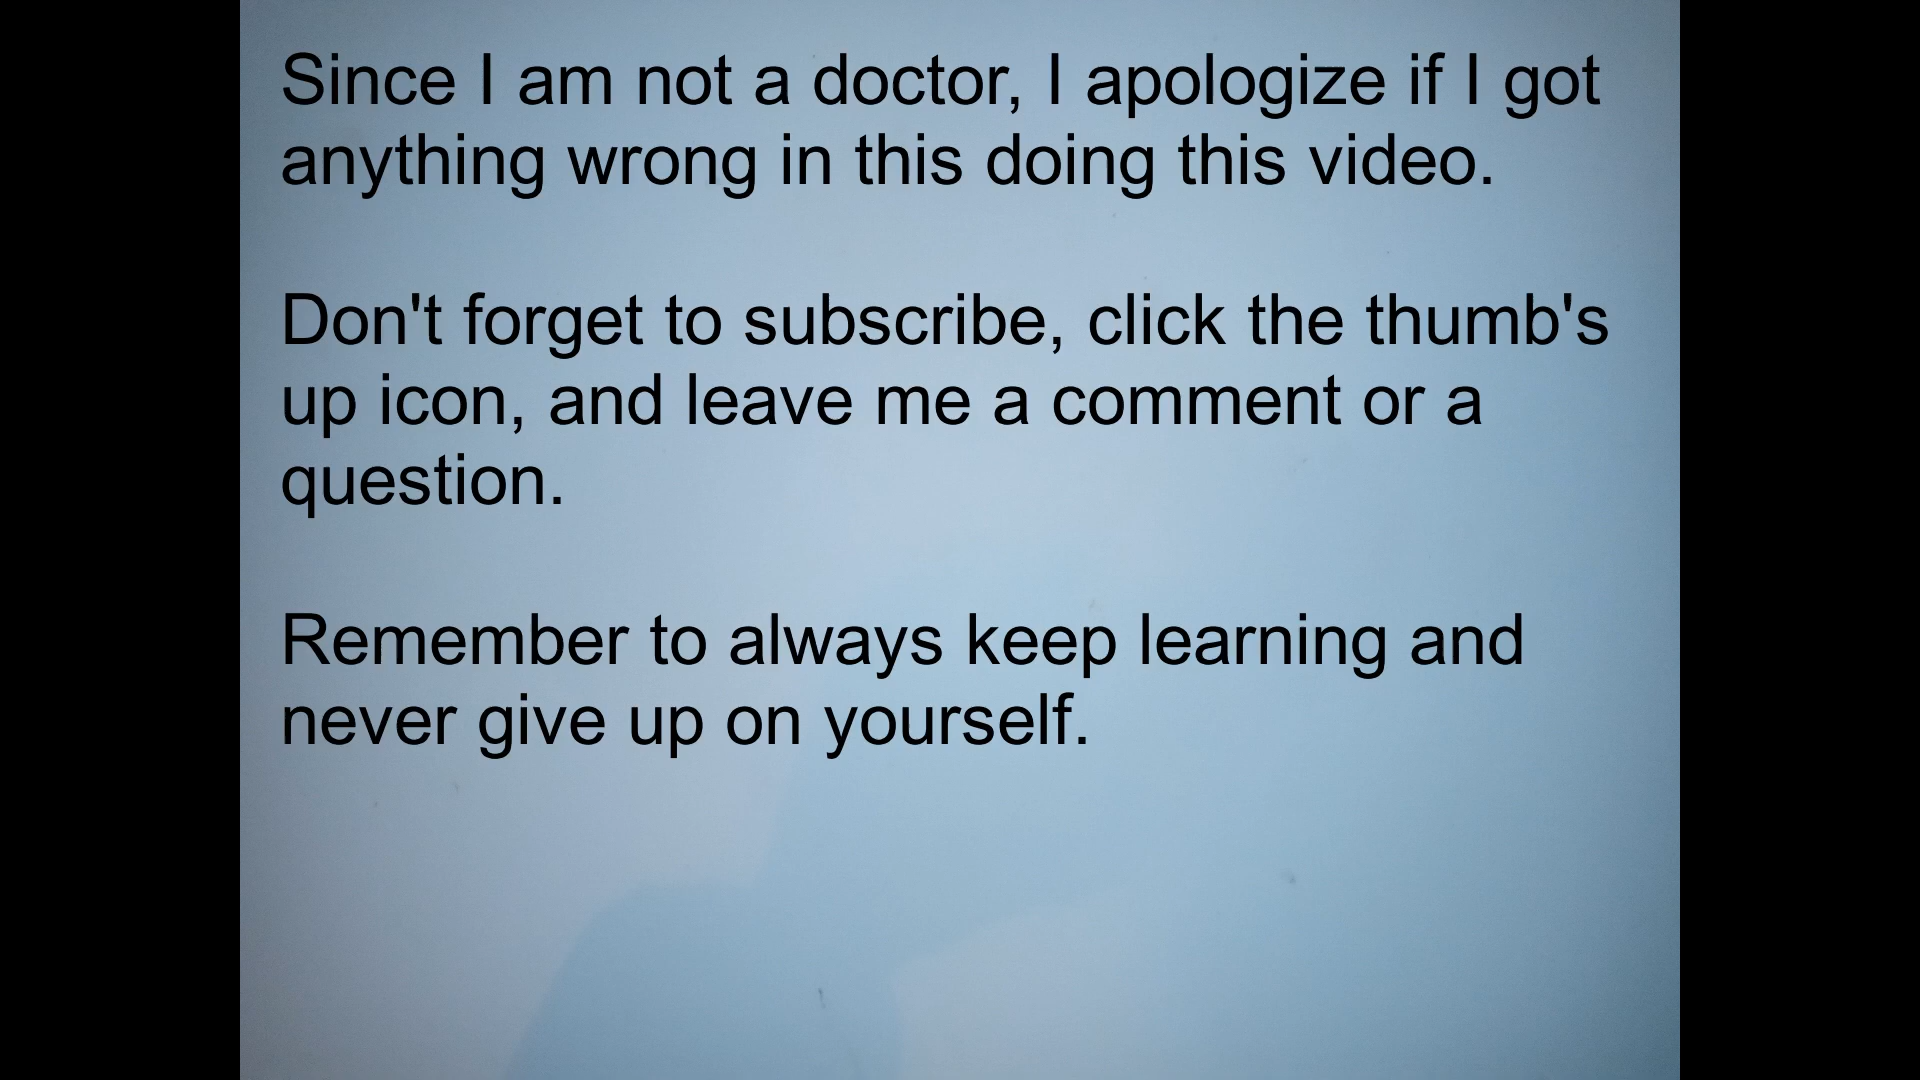 Since I am not a doctor, I apologize if I got
anything wrong in this doing this video.
Don't forget to subscribe, click the thumb's
up icon, and leave me a comment or a
question.
Remember to always keep learning and
never give up on yourself.